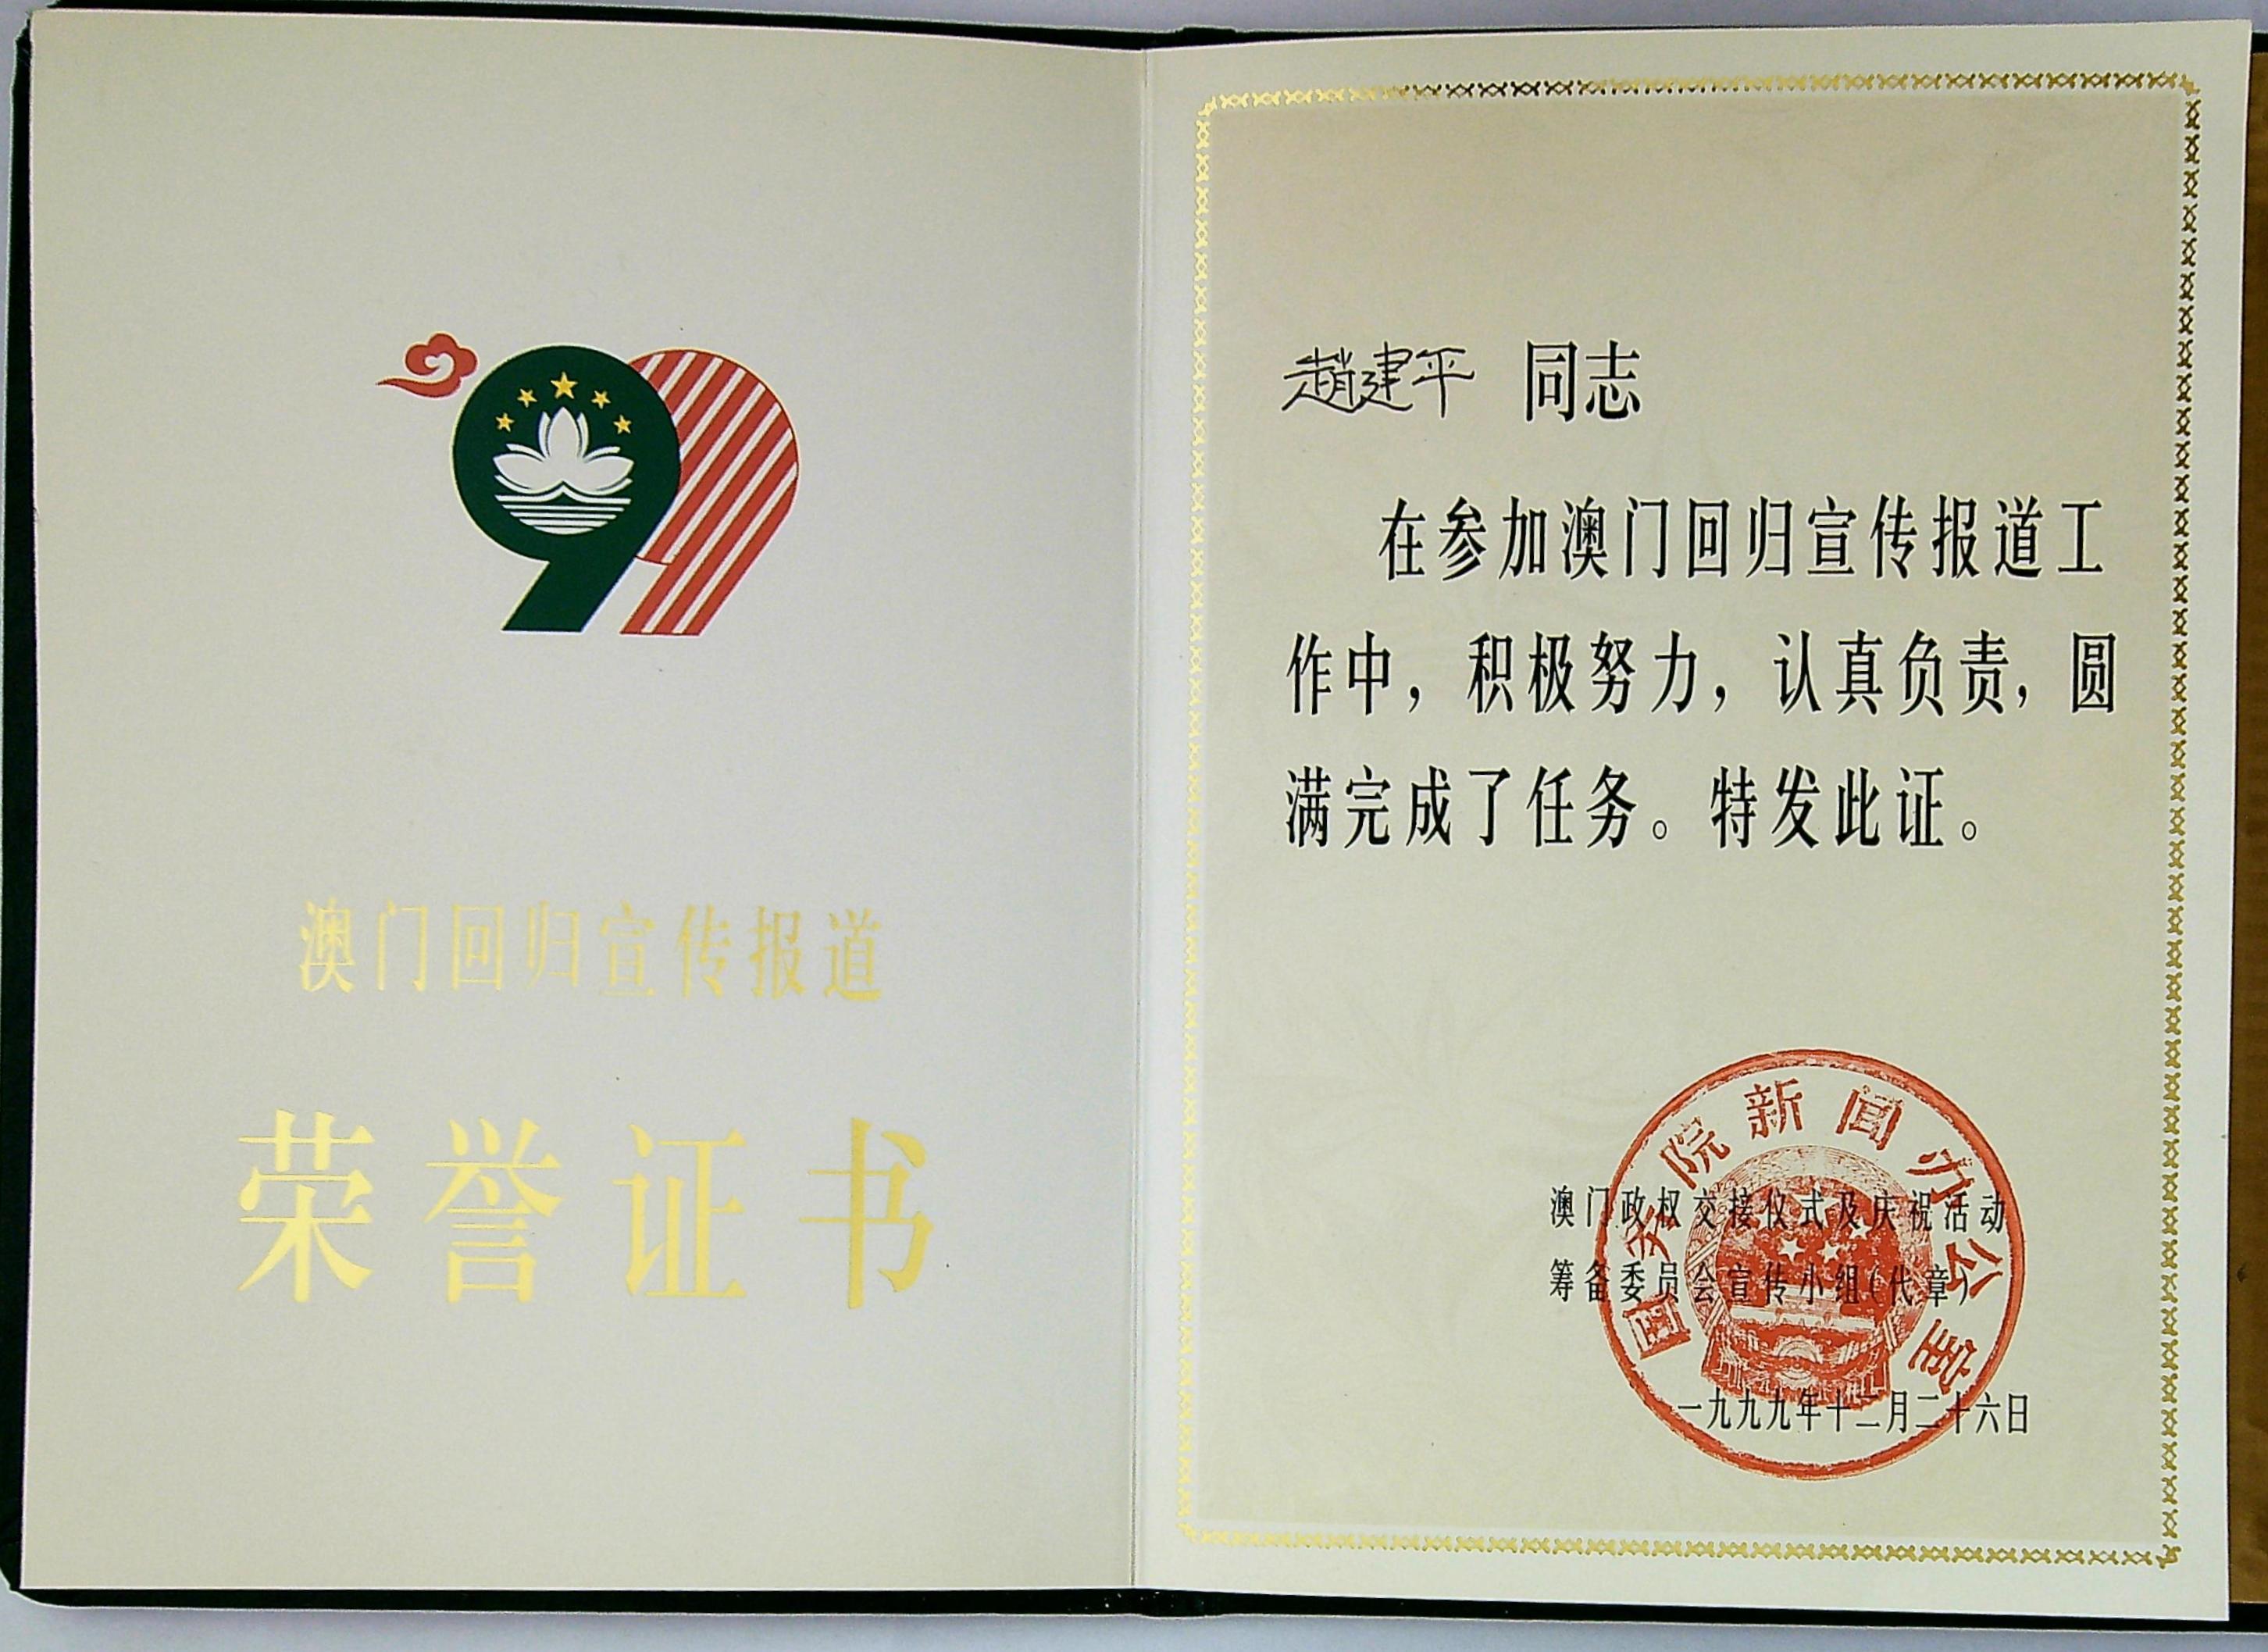 99
澳门回归宣传报道
荣誉证书
趙建平 同志
在参加澳门回归宣传报道工
作中，积极努力，认真负责，圆
满完成了任务。特发此证。
国务院新闻办公室
澳门政权交接仪式及庆祝活动
筹备委员会宣传小组(代章)
一九九九年十二月二十六日